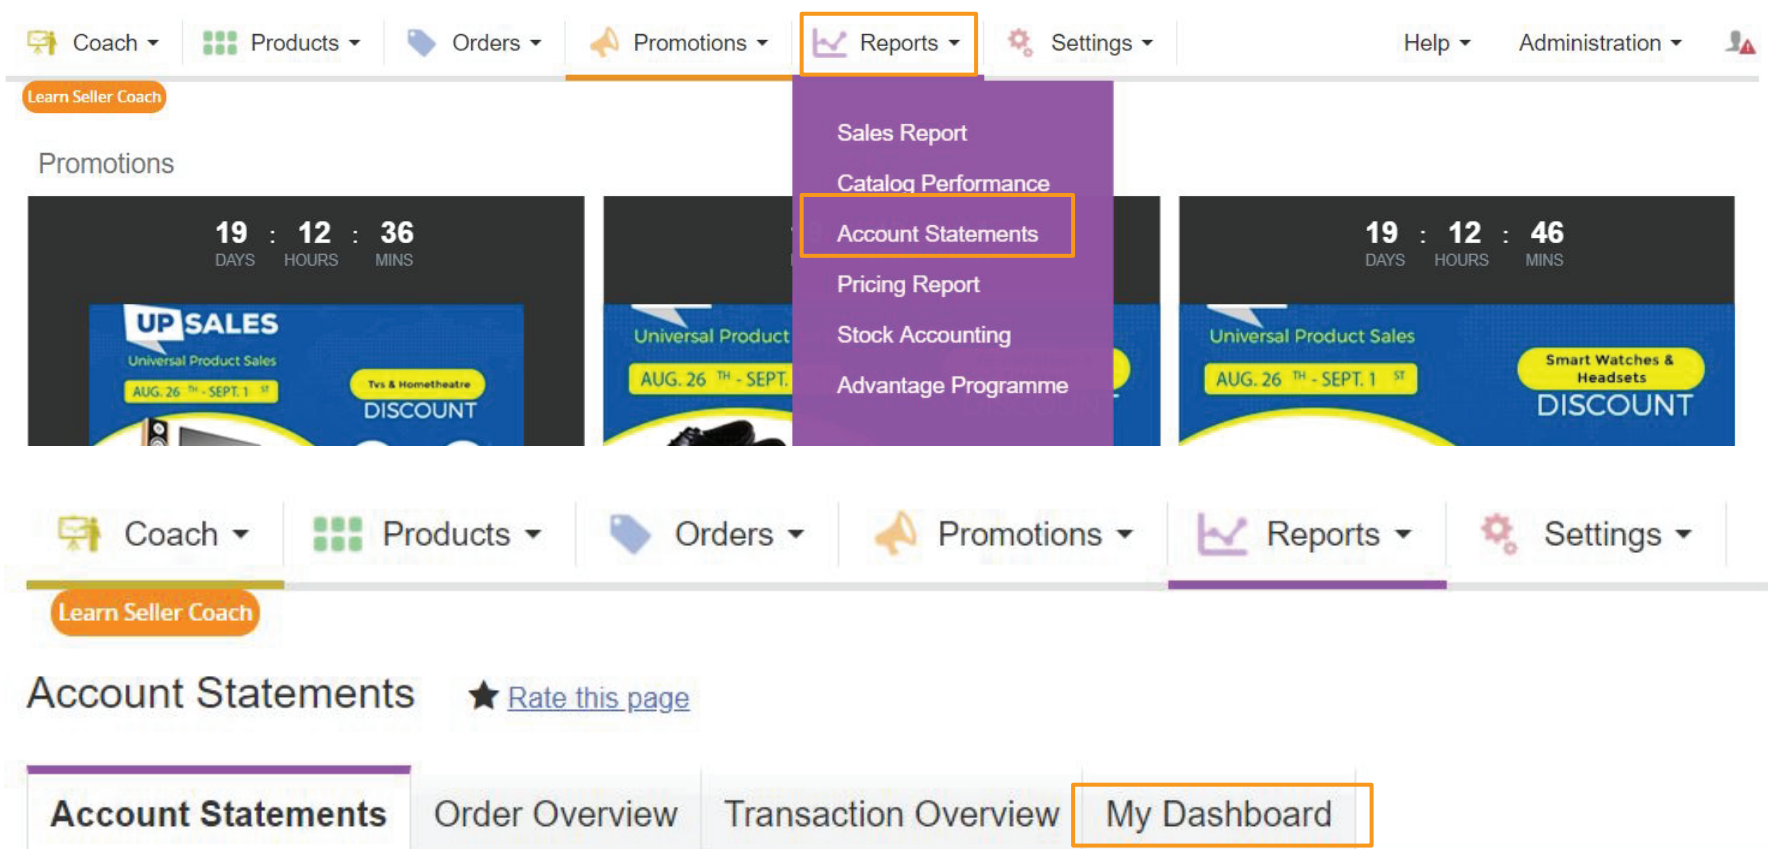 Coach Products Orders Promotions Reports Settings Help Administration
Learn Seller Coach
Promotions
Sales Report
Catalog Performance
Account Statements
Pricing Report
Stock Accounting
Advantage Programme
19 : 12 : 36
DAYS HOURS MINS
UP SALES
Universal Product Sales
AUG. 26 TH - SEPT. 1 ST
Tvs & Hometheatre
DISCOUNT
Universal Product
AUG. 26 TH - SEPT.
19 : 12 : 46
DAYS HOURS MINS
Universal Product Sales
AUG. 26 TH - SEPT. 1 ST
Smart Watches &
Headsets
DISCOUNT
Coach Products Orders Promotions Reports Settings
Learn Seller Coach
Account Statements Rate this page
Account Statements Order Overview Transaction Overview My Dashboard